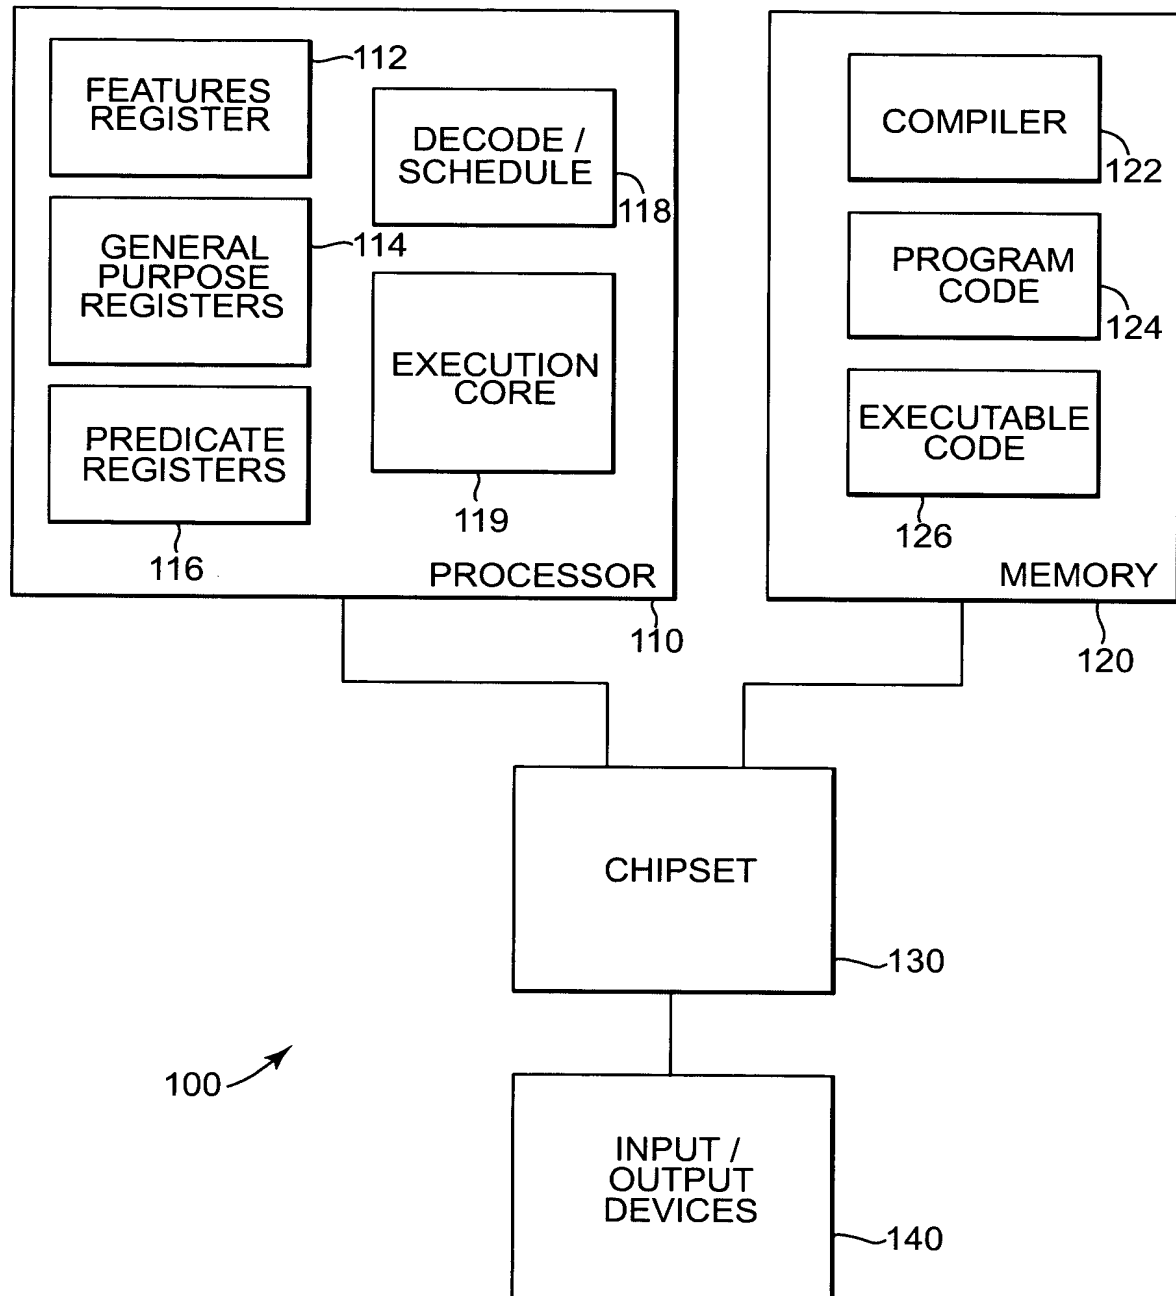 FEATURES
REGISTER
112
DECODE /
SCHEDULE
118
GENERAL
PURPOSE
REGISTERS
114
EXECUTION
CORE
119
PREDICATE
REGISTERS
116
PROCESSOR
110
COMPILER
122
PROGRAM
CODE
124
EXECUTABLE
CODE
126
MEMORY
120
CHIPSET
130
100
INPUT /
OUTPUT
DEVICES
140